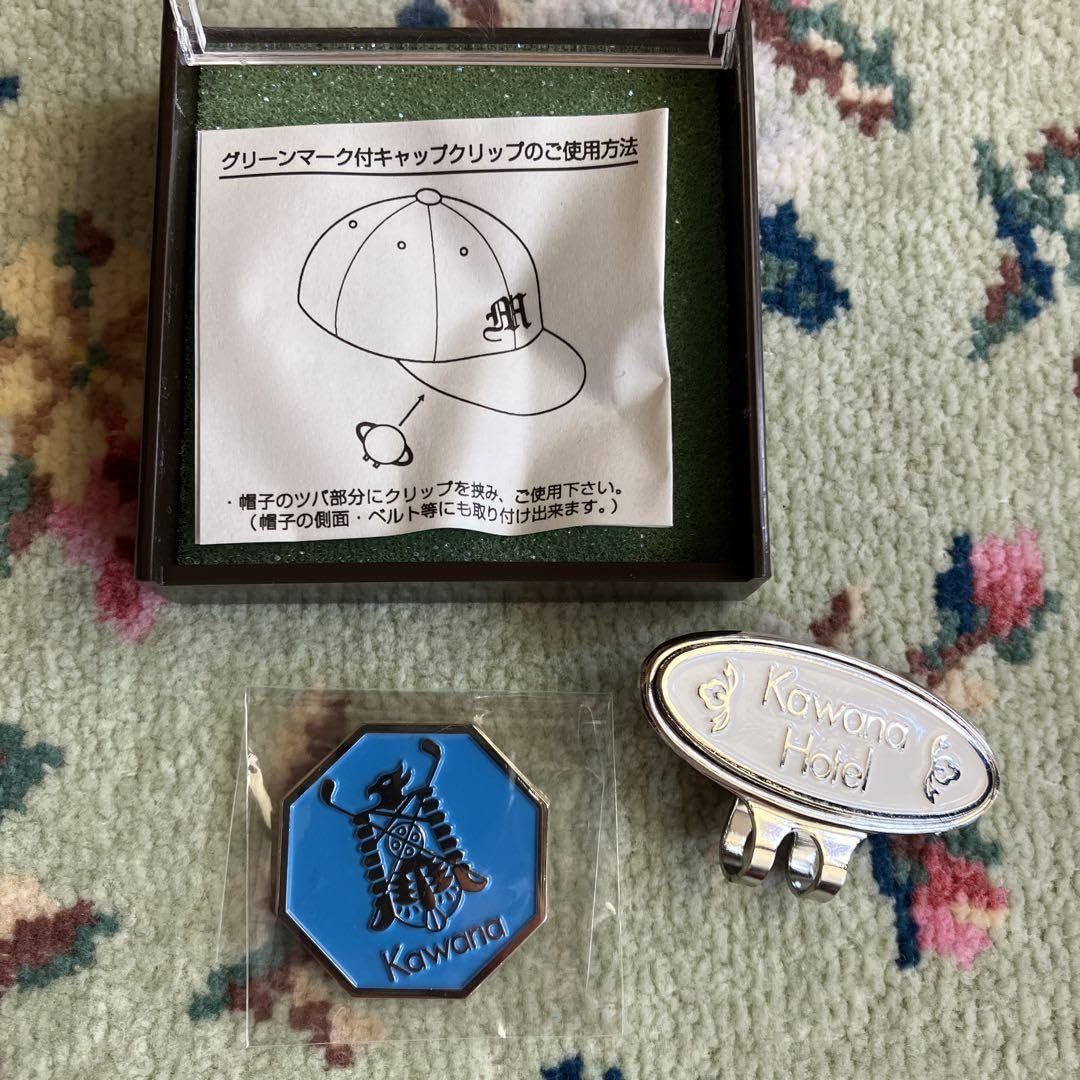 グリーンマーク付キャップクリップのご使用方法
M
・帽子のツバ部分にクリップを挟み、ご使用下さい。
（帽子の側面・ベルト等にも取り付け出来ます。）
Kawana
Hotel
Kawana